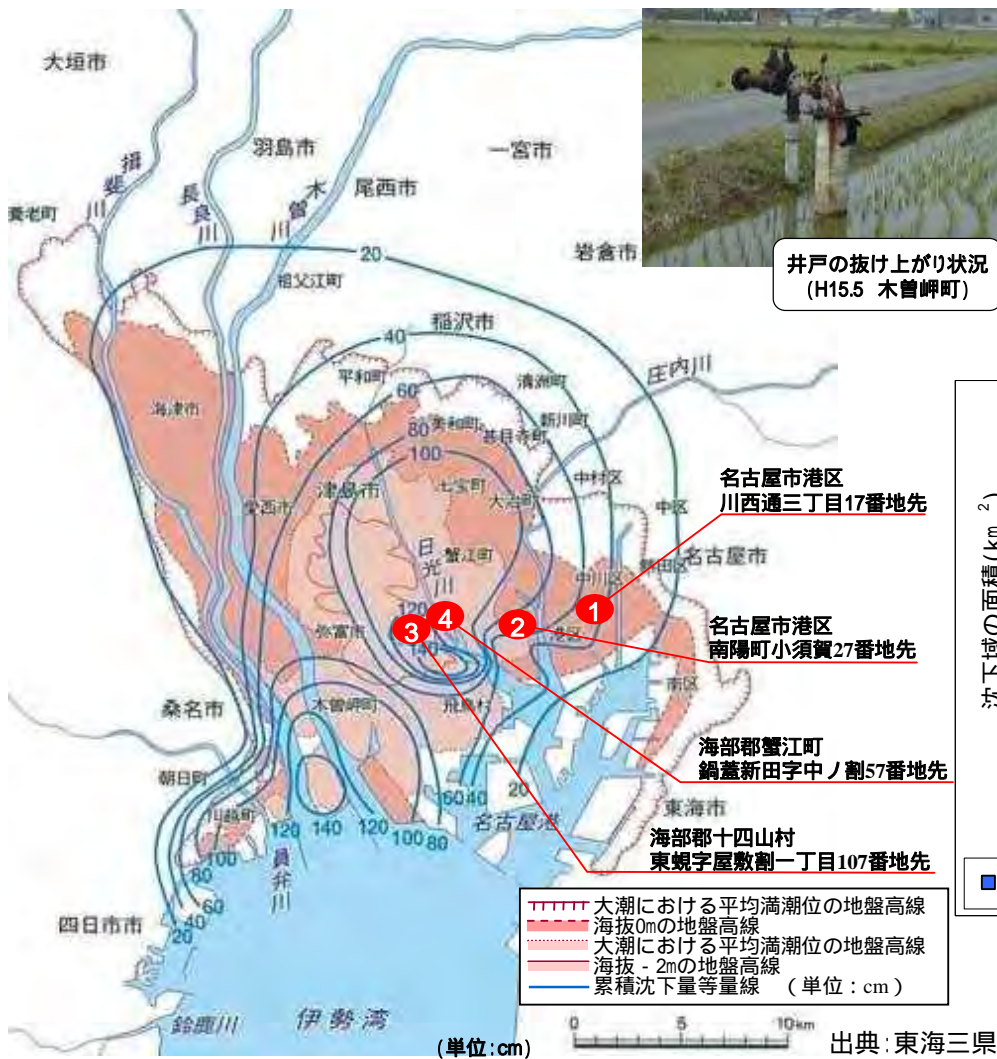 大垣市
揖斐川
羽島市
一宮市
長良川
木曽川
尾西市
養老町
岩倉市
井戸の抜け上がり状況
(H15.5 木曽岬町)
20
祖父江町
稲沢市
40
平和町
清洲町
庄内川
60
新川町
海津市
美和町
甚目寺町
80
100
中村区
津島市
七宝町
大治町
中区
名古屋市港区
川西通三丁目17番地先
愛西市
日光川
蟹江町
熱田区
名古屋市
中川区
120
1
2
3
4
港区
弥富市
140
名古屋市港区
南陽町小須賀27番地先
南区
桑名市
木曽岬町
飛島村
海部郡蟹江町
鍋蓋新田字中ノ割57番地先
朝日町
60
40
20
名古屋港
東海市
川越町
120
140
120
100
80
海部郡十四山村
東蜆字屋敷割一丁目107番地先
100
80
60
40
20
員弁川
四日市市
大潮における平均満潮位の地盤高線
海抜0mの地盤高線
大潮における平均満潮位の地盤高線
海抜-2mの地盤高線
累積沈下量等量線 (単位:cm)
鈴鹿川
伊勢湾
(単位:cm)
0 5 10km
出典:東海三県
沈下域の面積(km²)